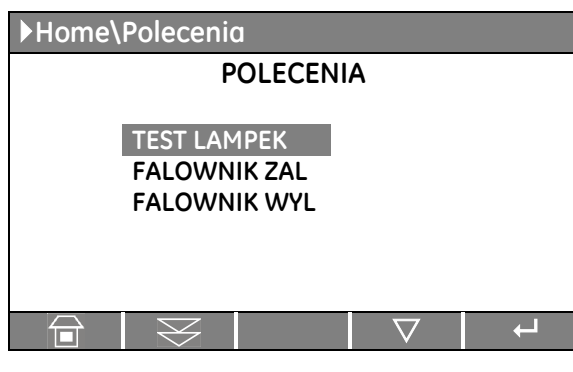 Home\Polecenia
POLECENIA
TEST LAMPEK
FALOWNIK ZAL
FALOWNIK WYL